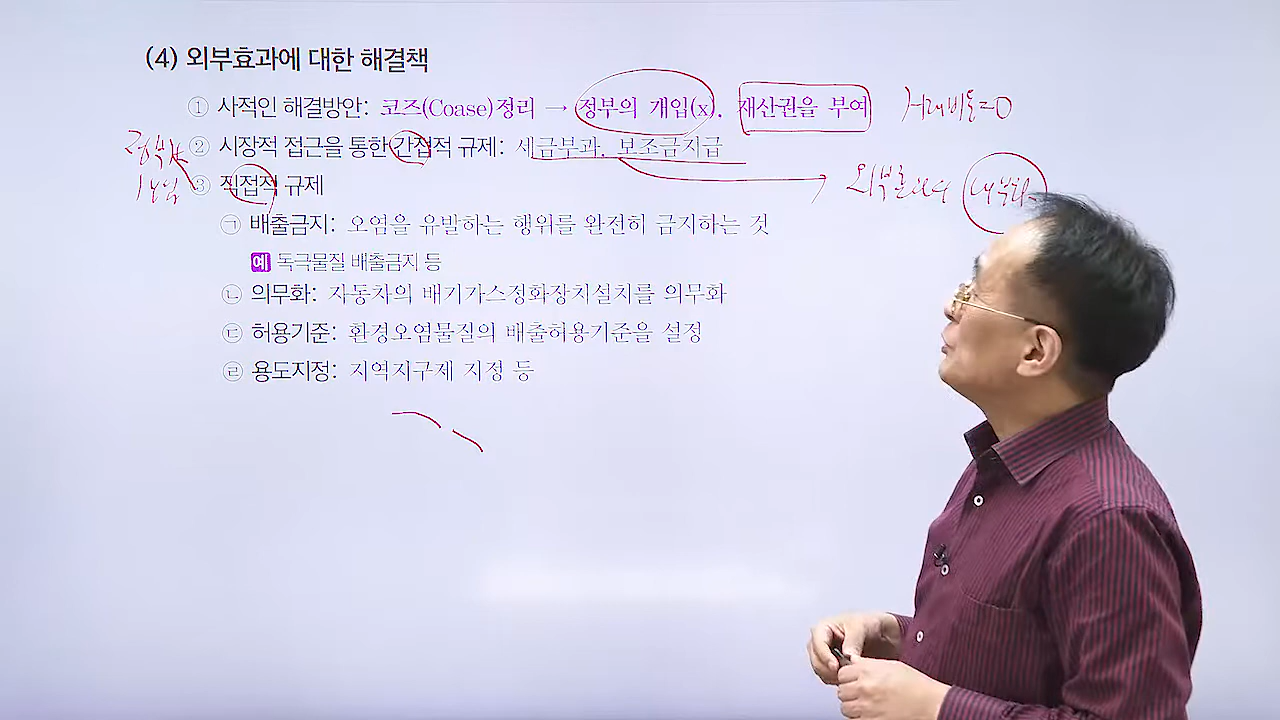 (4) 외부효과에 대한 해결책
① 사적인 해결방안: 코즈(Coase)정리 → 정부의 개입(x), 재산권을 부여 거래비용=0
② 시장적 접근을 통한 간접적 규제: 세금부과, 보조금지급
정부가
개입
③ 직접적 규제
외부효과 내부화
㉠ 배출금지: 오염을 유발하는 행위를 완전히 금지하는 것
예 독극물질 배출금지 등
㉡ 의무화: 자동차의 배기가스정화장치설치를 의무화
㉢ 허용기준: 환경오염물질의 배출허용기준을 설정
㉣ 용도지정: 지역지구제 지정 등